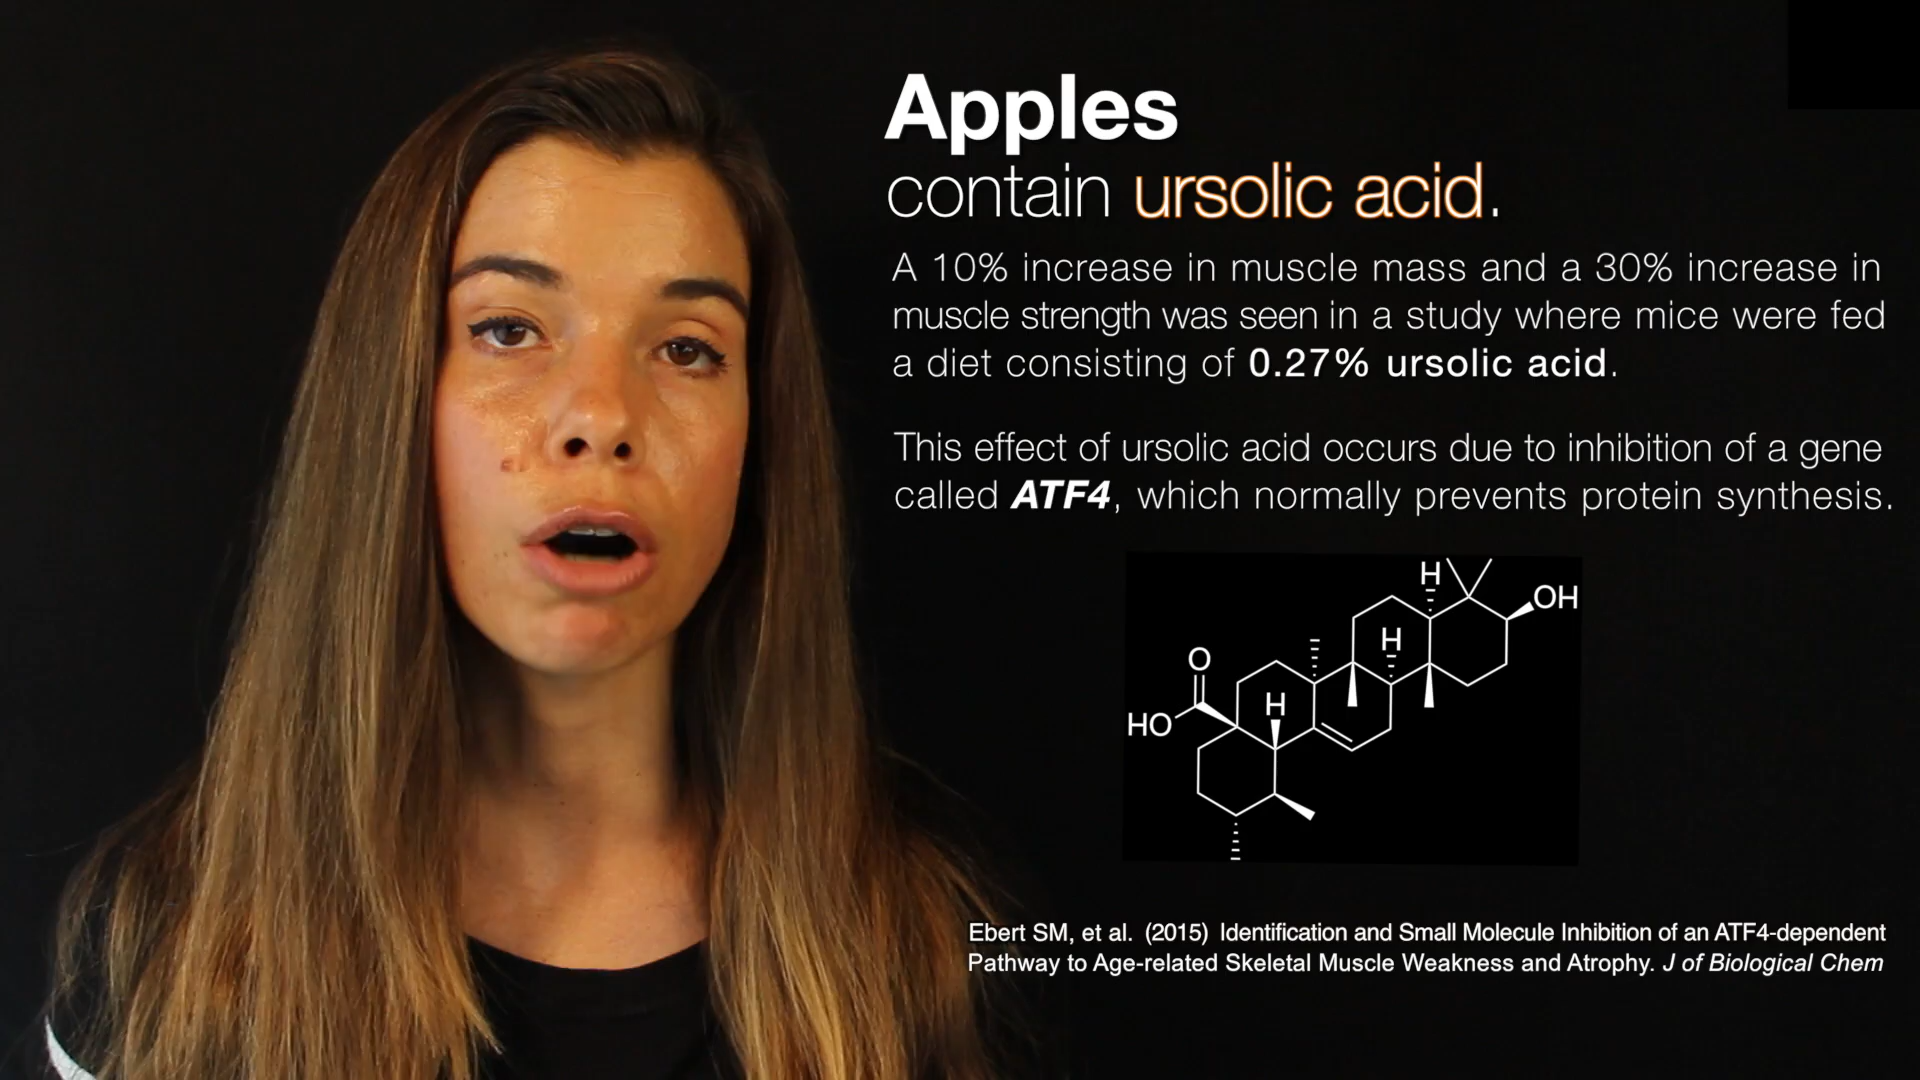 Apples
contain ursolic acid.
A 10% increase in muscle mass and a 30% increase in
muscle strength was seen in a study where mice were fed
a diet consisting of 0.27% ursolic acid.
This effect of ursolic acid occurs due to inhibition of a gene
called ATF4, which normally prevents protein synthesis.
H
OH
H
O
H
HO
Ebert SM, et al. (2015) Identification and Small Molecule Inhibition of an ATF4-dependent
Pathway to Age-related Skeletal Muscle Weakness and Atrophy. J of Biological Chem